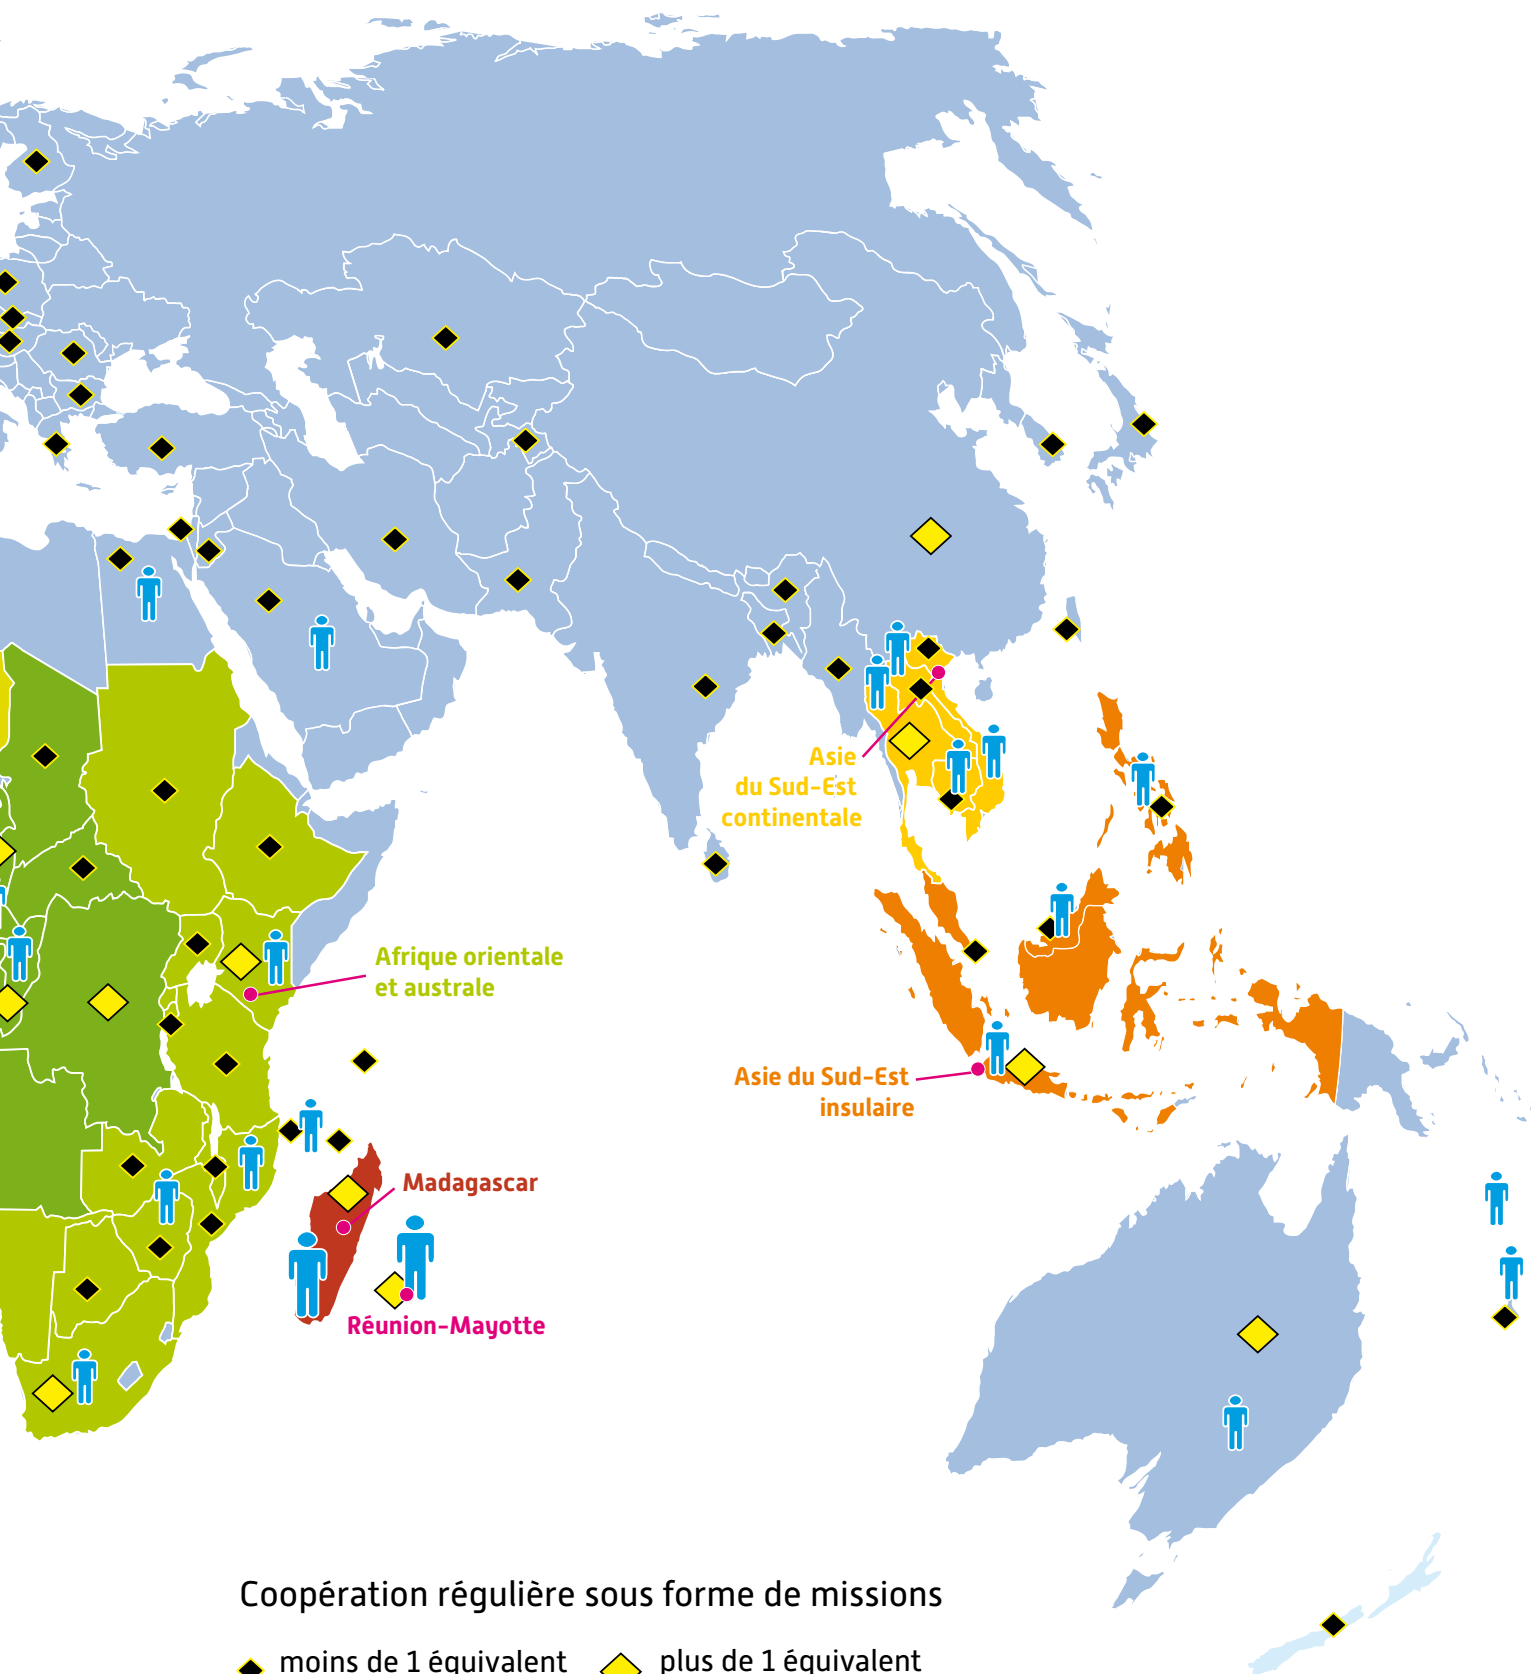 Asie
du Sud-Est
continentale
Afrique orientale
et australe
Asie du Sud-Est
insulaire
Madagascar
Réunion-Mayotte
Coopération régulière sous forme de missions
moins de 1 équivalent
plus de 1 équivalent